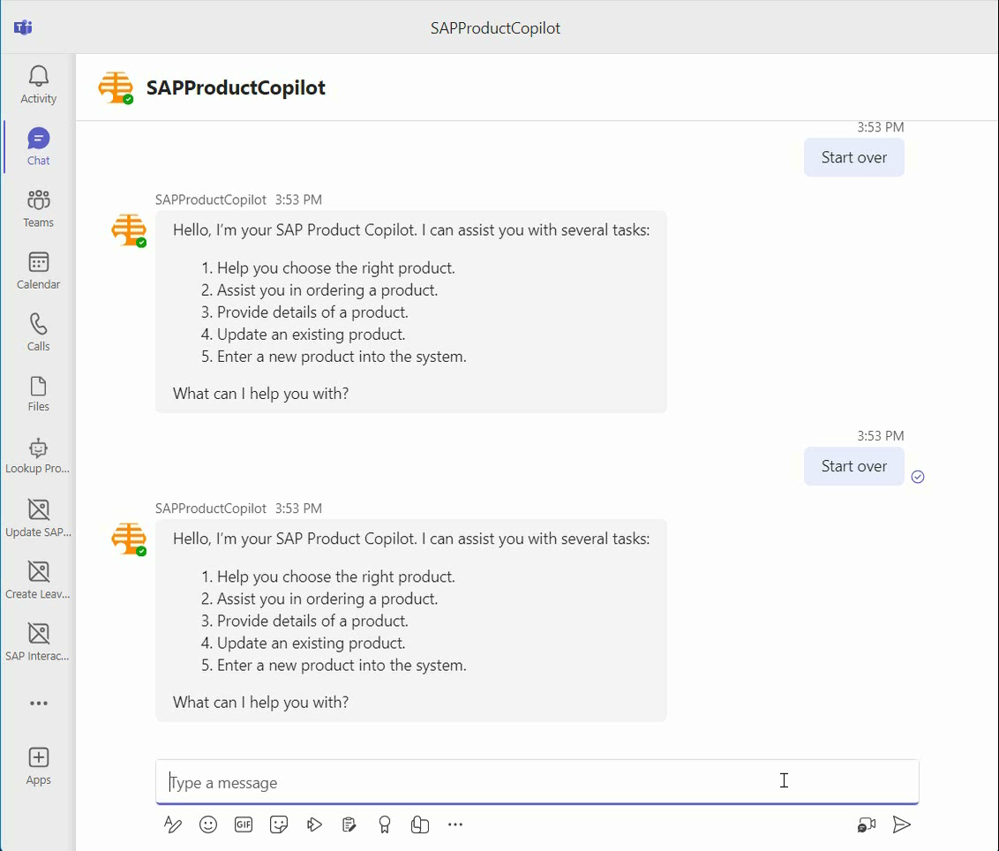 SAPProductCopilot
Activity
Chat
Teams
Calendar
Calls
Files
Lookup Pro...
Update SAP...
Create Leav...
SAP Interac...
Apps
SAPProductCopilot
3:53 PM
Start over
SAPProductCopilot 3:53 PM
Hello, I'm your SAP Product Copilot. I can assist you with several tasks:
1. Help you choose the right product.
2. Assist you in ordering a product.
3. Provide details of a product.
4. Update an existing product.
5. Enter a new product into the system.
What can I help you with?
3:53 PM
Start over
SAPProductCopilot 3:53 PM
Hello, I'm your SAP Product Copilot. I can assist you with several tasks:
1. Help you choose the right product.
2. Assist you in ordering a product.
3. Provide details of a product.
4. Update an existing product.
5. Enter a new product into the system.
What can I help you with?
Type a message
GIF